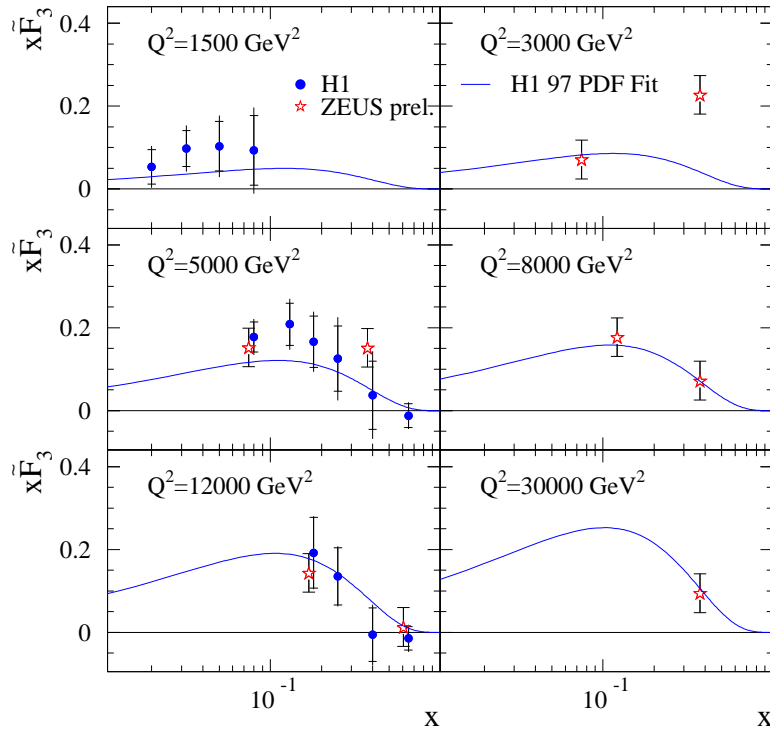 xF̃₃
0.4
0.2
0
Q²=1500 GeV²
H1
ZEUS prel.
Q²=3000 GeV²
H1 97 PDF Fit
xF̃₃
0.4
0.2
0
Q²=5000 GeV²
Q²=8000 GeV²
xF̃₃
0.4
0.2
0
Q²=12000 GeV²
Q²=30000 GeV²
10⁻¹
x
10⁻¹
x